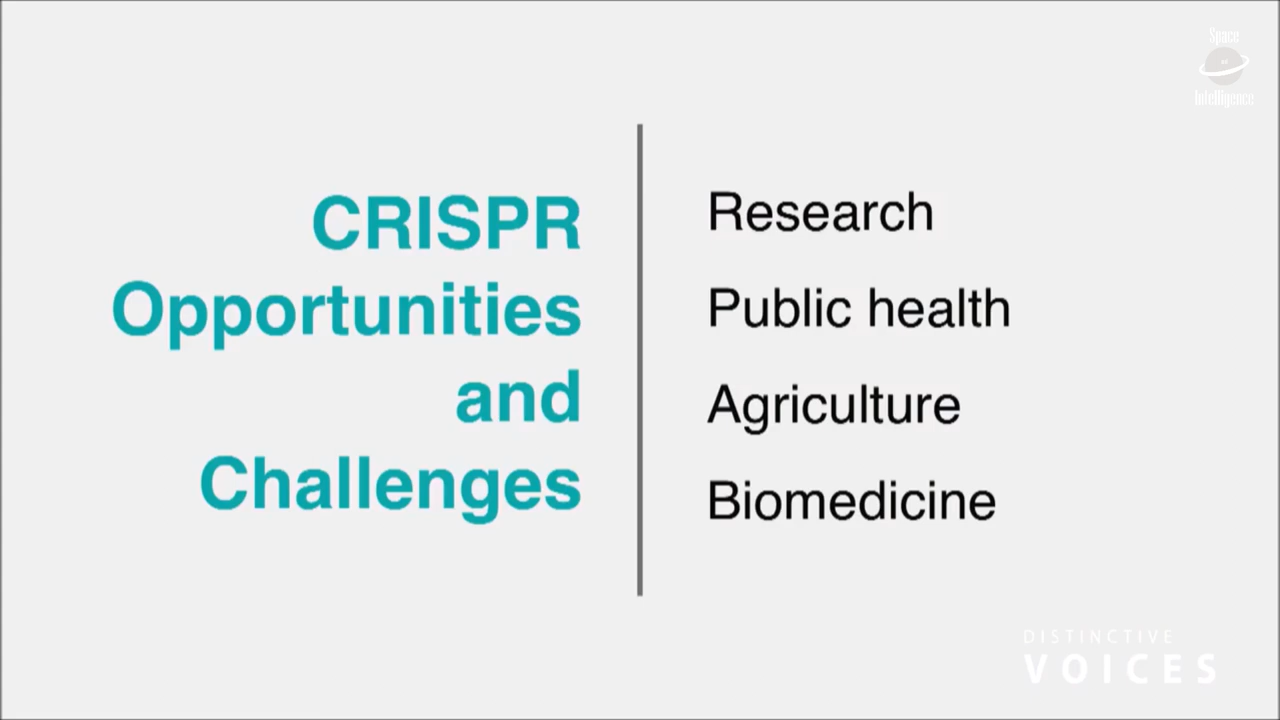 CRISPR
Opportunities
and
Challenges
Research
Public health
Agriculture
Biomedicine
Space
Intelligence
DISTINCTIVE
VOICES